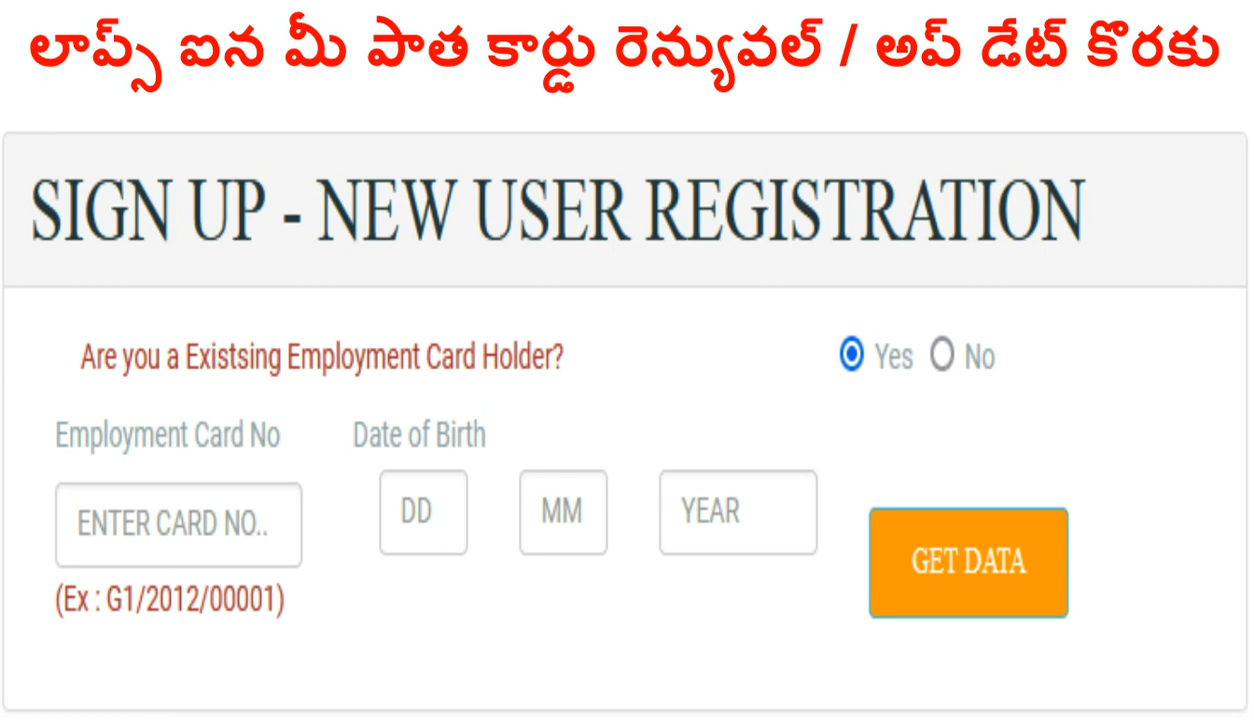 లాప్స్ ఐన మీ పాత కార్డు రెన్యువల్ / అప్ డేట్ కొరకు
SIGN UP - NEW USER REGISTRATION
Are you a Existsing Employment Card Holder? Yes No
Employment Card No Date of Birth
ENTER CARD NO.. DD MM YEAR
GET DATA
(Ex : G1/2012/00001)